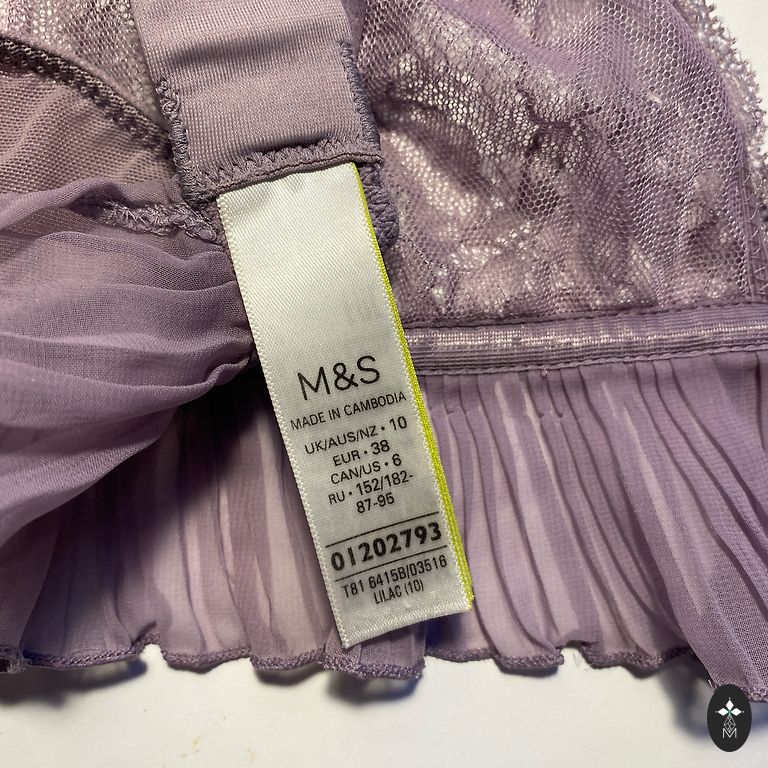 M&S
MADE IN CAMBODIA
UK/AUS/NZ • 10
EUR • 38
CAN/US • 6
RU • 152/182-
87-95
01202793
T81 6415B/03516
LILAC (10)
M